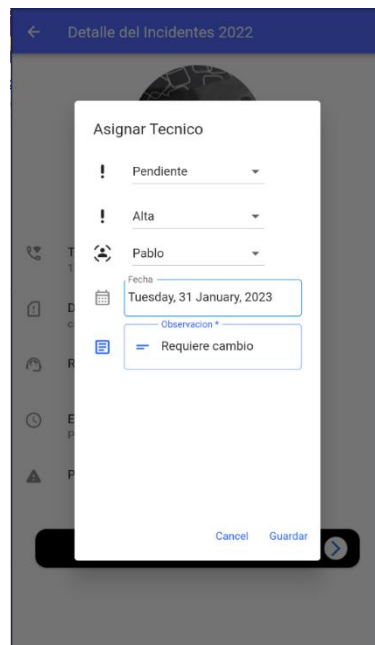 Detalle del Incidentes 2022
Asignar Tecnico
Pendiente
Alta
T
1
Pablo
Fecha
Tuesday, 31 January, 2023
D
c
Observacion *
Requiere cambio
R
E
P
P
Cancel Guardar